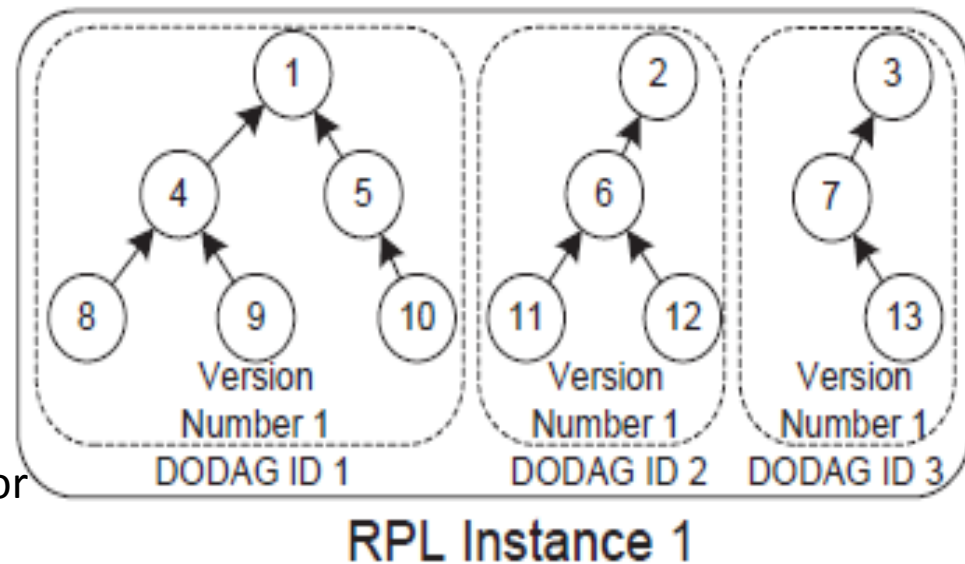 1
2
3
4
5
6
7
8
9
10
11
12
13
Version
Number 1
Version
Number 1
Version
Number 1
DODAG ID 1
DODAG ID 2
DODAG ID 3
or
RPL Instance 1